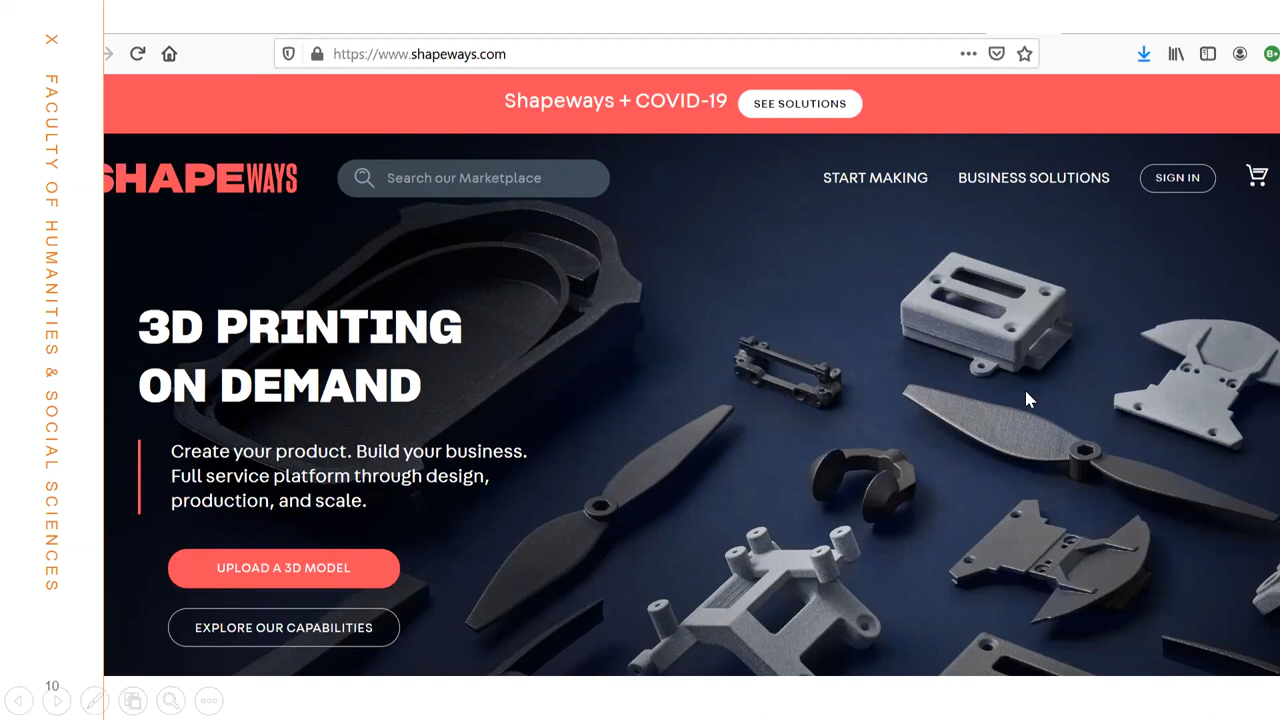 X FACULTY OF HUMANITIES & SOCIAL SCIENCES
https://www.shapeways.com
B+
Shapeways + COVID-19
SEE SOLUTIONS
SHAPEWAYS
Search our Marketplace
START MAKING
BUSINESS SOLUTIONS
SIGN IN
3D PRINTING
ON DEMAND
Create your product. Build your business.
Full service platform through design,
production, and scale.
UPLOAD A 3D MODEL
EXPLORE OUR CAPABILITIES
10